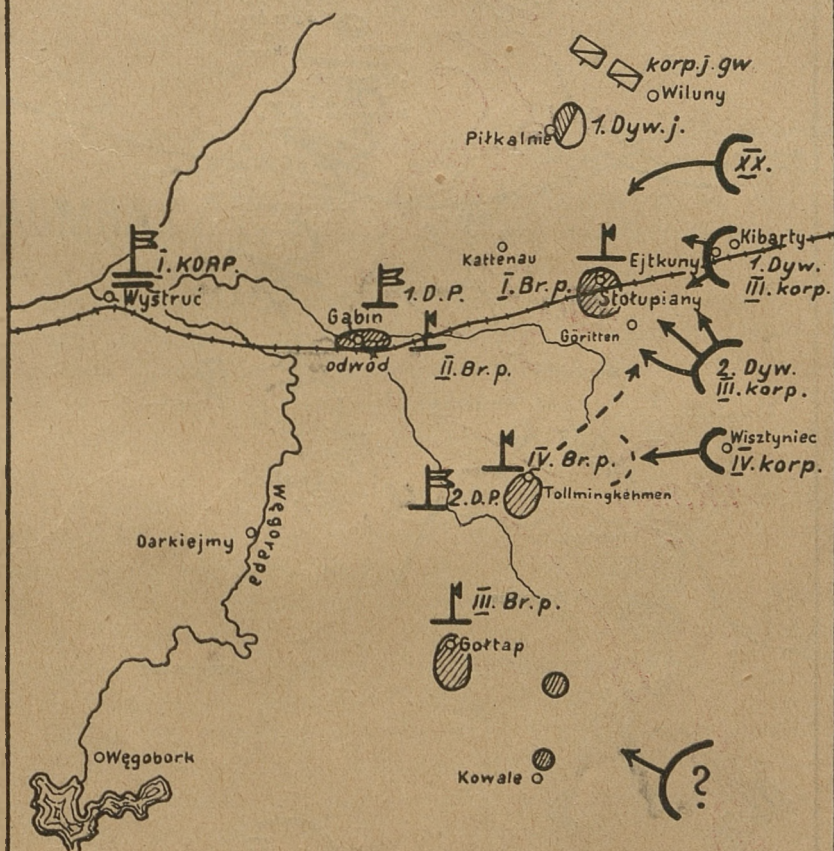 korp. j. gw
Wiluny
Piłkalnie
1. Dyw. j.
XX.
Kibarty
Kattenau
Ejtkuny
1. Dyw.
III. korp.
I. KORP.
Wystruć
1. D.P.
I. Br. p.
Stołupiany
Gąbin
Göritten
odwód
II. Br. p.
2. Dyw.
III. korp.
Wisztyniec
IV. korp.
IV. Br. p.
2. D.P.
Tollmingkehmen
Węgorapa
Darkiejmy
III. Br. p.
Gołtap
Węgobork
Kowale
?